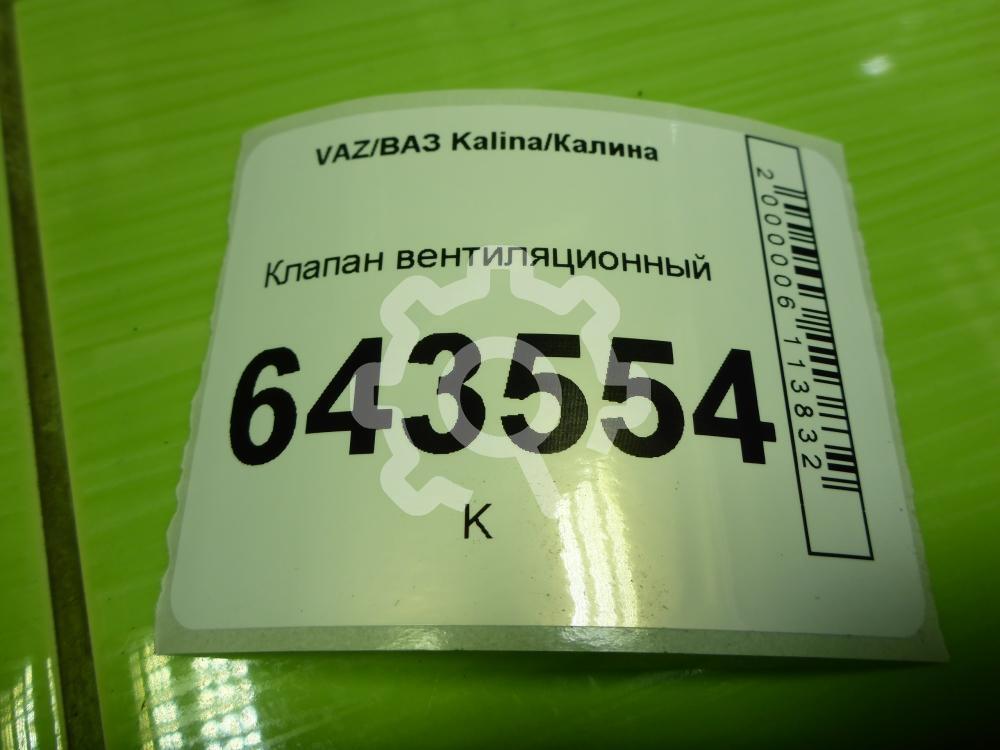 VAZ/ВАЗ Kalina/Калина
Клапан вентиляционный
643554
К
2000006113832